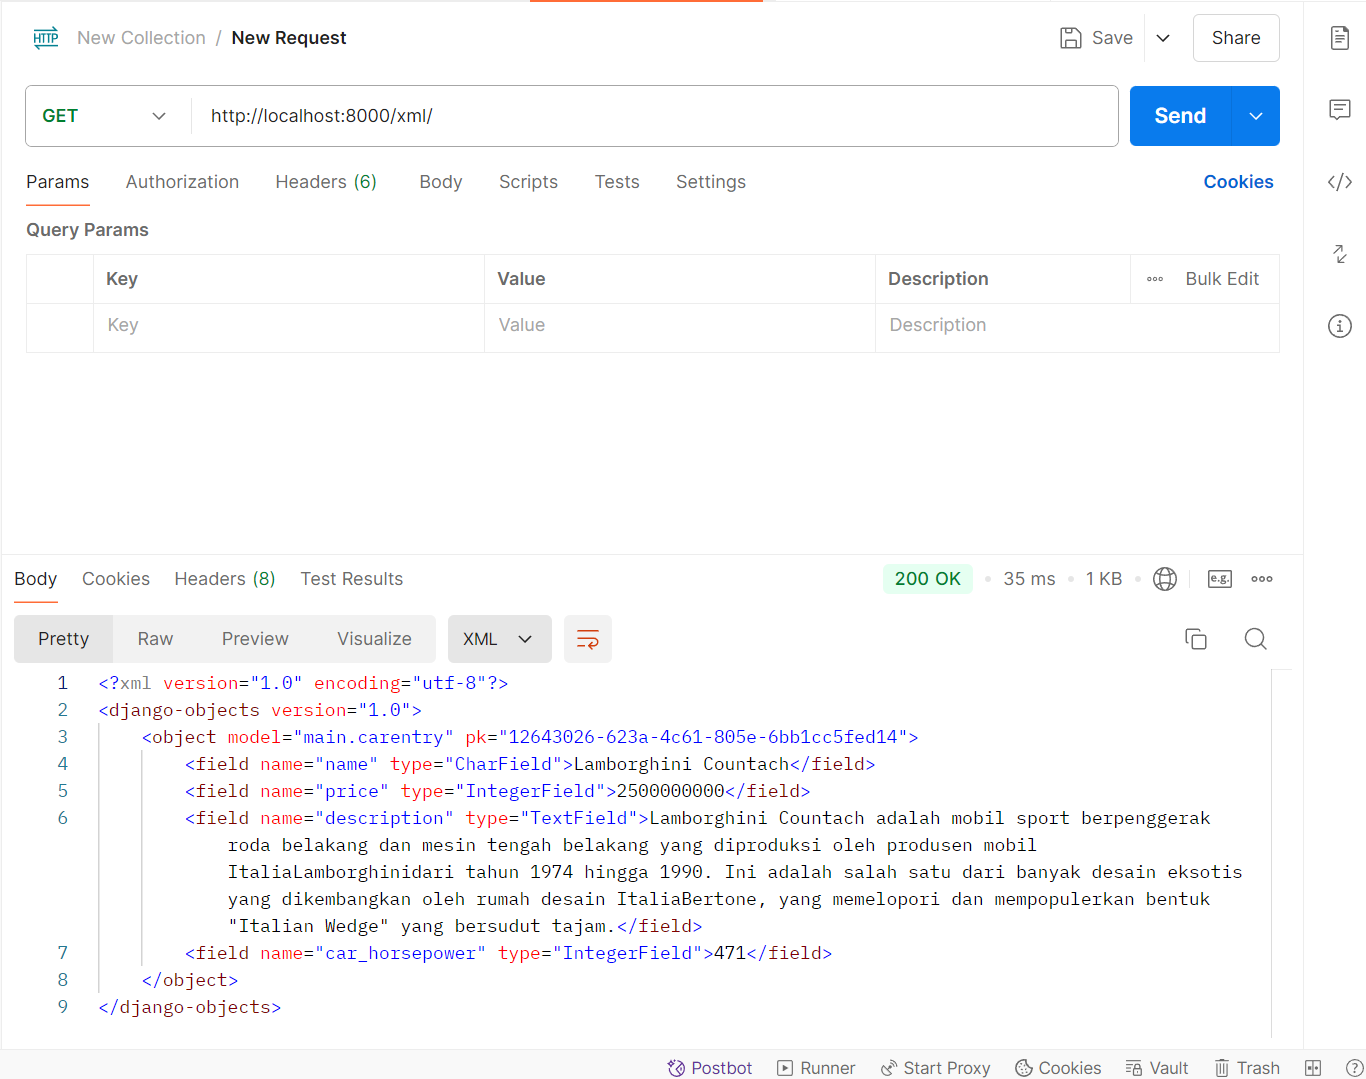 HTTP New Collection / New Request Save Share
GET http://localhost:8000/xml/ Send
Params Authorization Headers (6) Body Scripts Tests Settings Cookies
Query Params
Key Value Description Bulk Edit
Key Value Description
Body Cookies Headers (8) Test Results 200 OK 35 ms 1 KB e.g.
Pretty Raw Preview Visualize XML
1 <?xml version="1.0" encoding="utf-8"?>
2 <django-objects version="1.0">
3 <object model="main.carentry" pk="12643026-623a-4c61-805e-6bb1cc5fed14">
4 <field name="name" type="CharField">Lamborghini Countach</field>
5 <field name="price" type="IntegerField">2500000000</field>
6 <field name="description" type="TextField">Lamborghini Countach adalah mobil sport berpenggerak
roda belakang dan mesin tengah belakang yang diproduksi oleh produsen mobil
ItaliaLamborghinidari tahun 1974 hingga 1990. Ini adalah salah satu dari banyak desain eksotis
yang dikembangkan oleh rumah desain ItaliaBertone, yang memelopori dan mempopulerkan bentuk
"Italian Wedge" yang bersudut tajam.</field>
7 <field name="car_horsepower" type="IntegerField">471</field>
8 </object>
9 </django-objects>
Postbot Runner Start Proxy Cookies Vault Trash